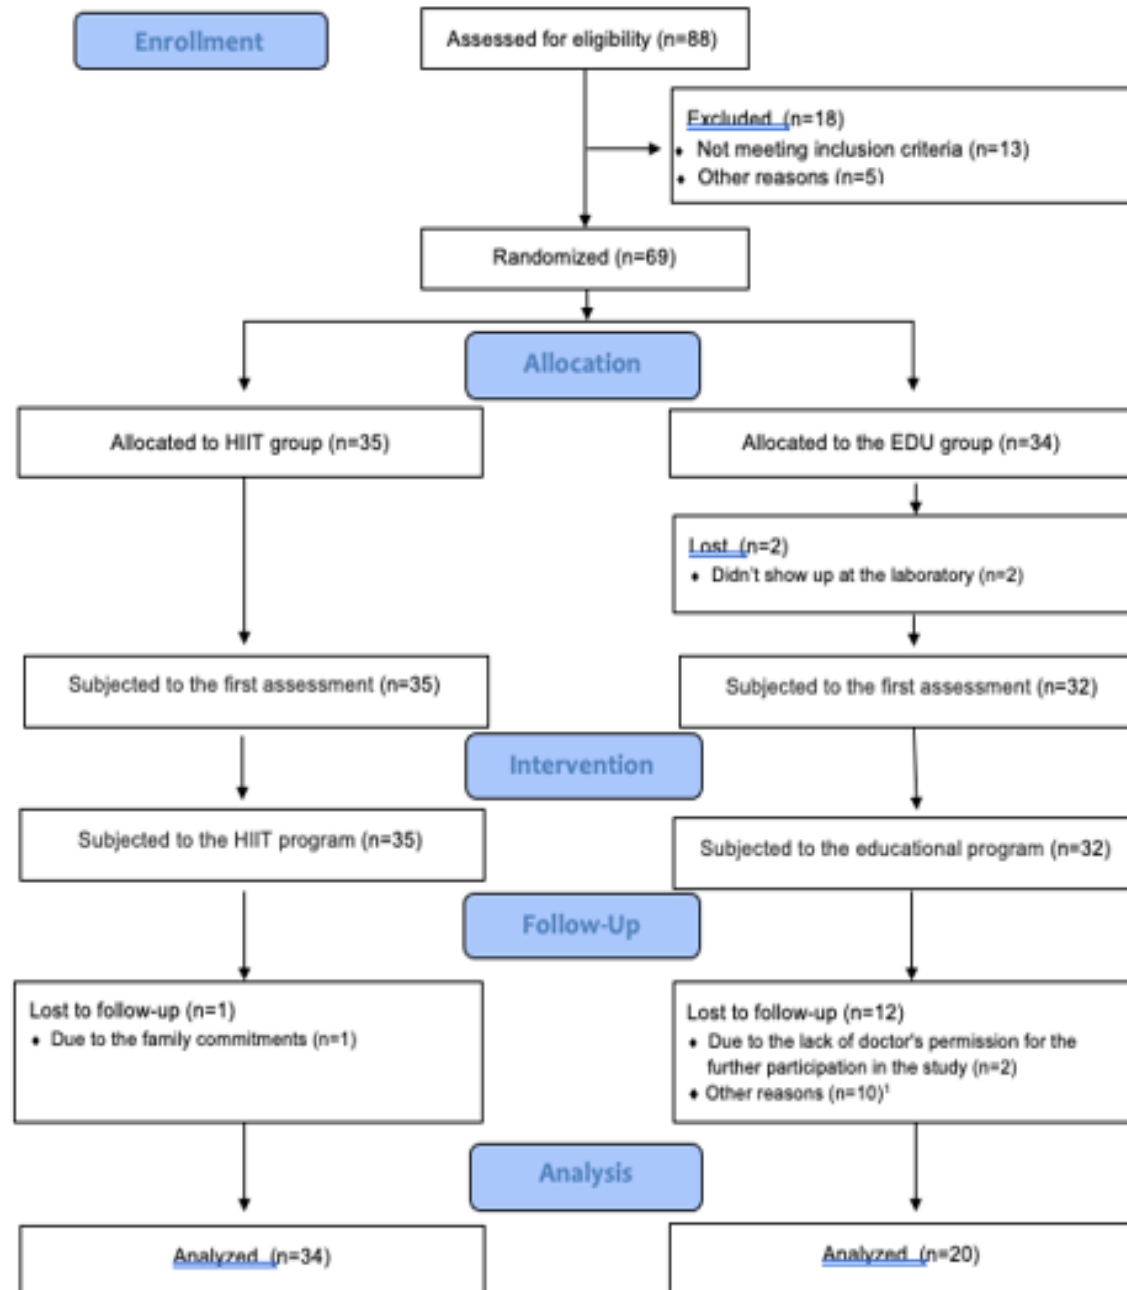 Enrollment
Assessed for eligibility (n=88)
Excluded (n=18)
♦ Not meeting inclusion criteria (n=13)
♦ Other reasons (n=5)
Randomized (n=69)
Allocation
Allocated to HIIT group (n=35)
Allocated to the EDU group (n=34)
Lost (n=2)
♦ Didn't show up at the laboratory (n=2)
Subjected to the first assessment (n=35)
Subjected to the first assessment (n=32)
Intervention
Subjected to the HIIT program (n=35)
Subjected to the educational program (n=32)
Follow-Up
Lost to follow-up (n=1)
♦ Due to the family commitments (n=1)
Lost to follow-up (n=12)
♦ Due to the lack of doctor's permission for the
further participation in the study (n=2)
♦ Other reasons (n=10)¹
Analysis
Analyzed (n=34)
Analyzed (n=20)